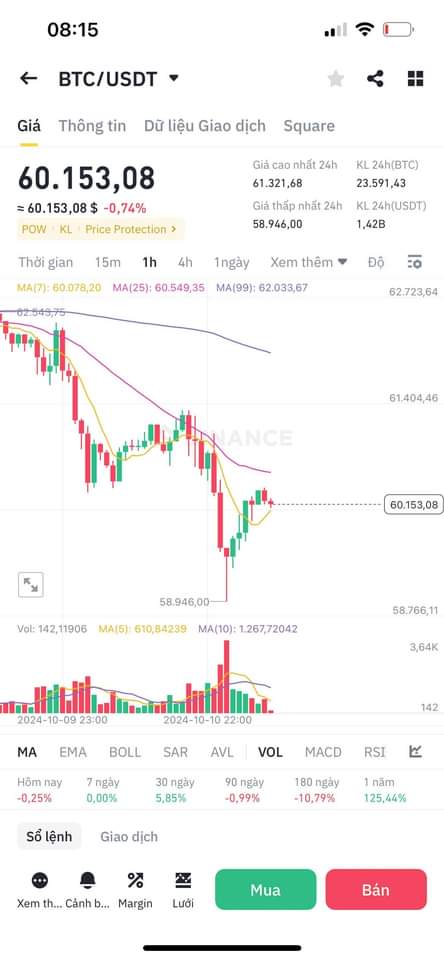 08:15
BTC/USDT
Giá Thông tin Dữ liệu Giao dịch Square
60.153,08
≈ 60.153,08 $ -0,74%
POW KL Price Protection >
Giá cao nhất 24h KL 24h(BTC)
61.321,68 23.591,43
Giá thấp nhất 24h KL 24h(USDT)
58.946,00 1,42B
Thời gian 15m 1h 4h 1ngày Xem thêm Độ
MA(7): 60.078,20 MA(25): 60.549,35 MA(99): 62.033,67
62.723,64
62.543,75
61.404,46
BINANCE
60.153,08
58.946,00
58.766,11
Vol: 142,11906 MA(5): 610,84239 MA(10): 1.267,72042
3,64K
142
2024-10-09 23:00 2024-10-10 22:00
MA EMA BOLL SAR AVL VOL MACD RSI
Hôm nay 7 ngày 30 ngày 90 ngày 180 ngày 1 năm
-0,25% 0,00% 5,85% -0,99% -10,79% 125,44%
Sổ lệnh Giao dịch
Xem th... Cảnh b... Margin Lưới
Mua Bán